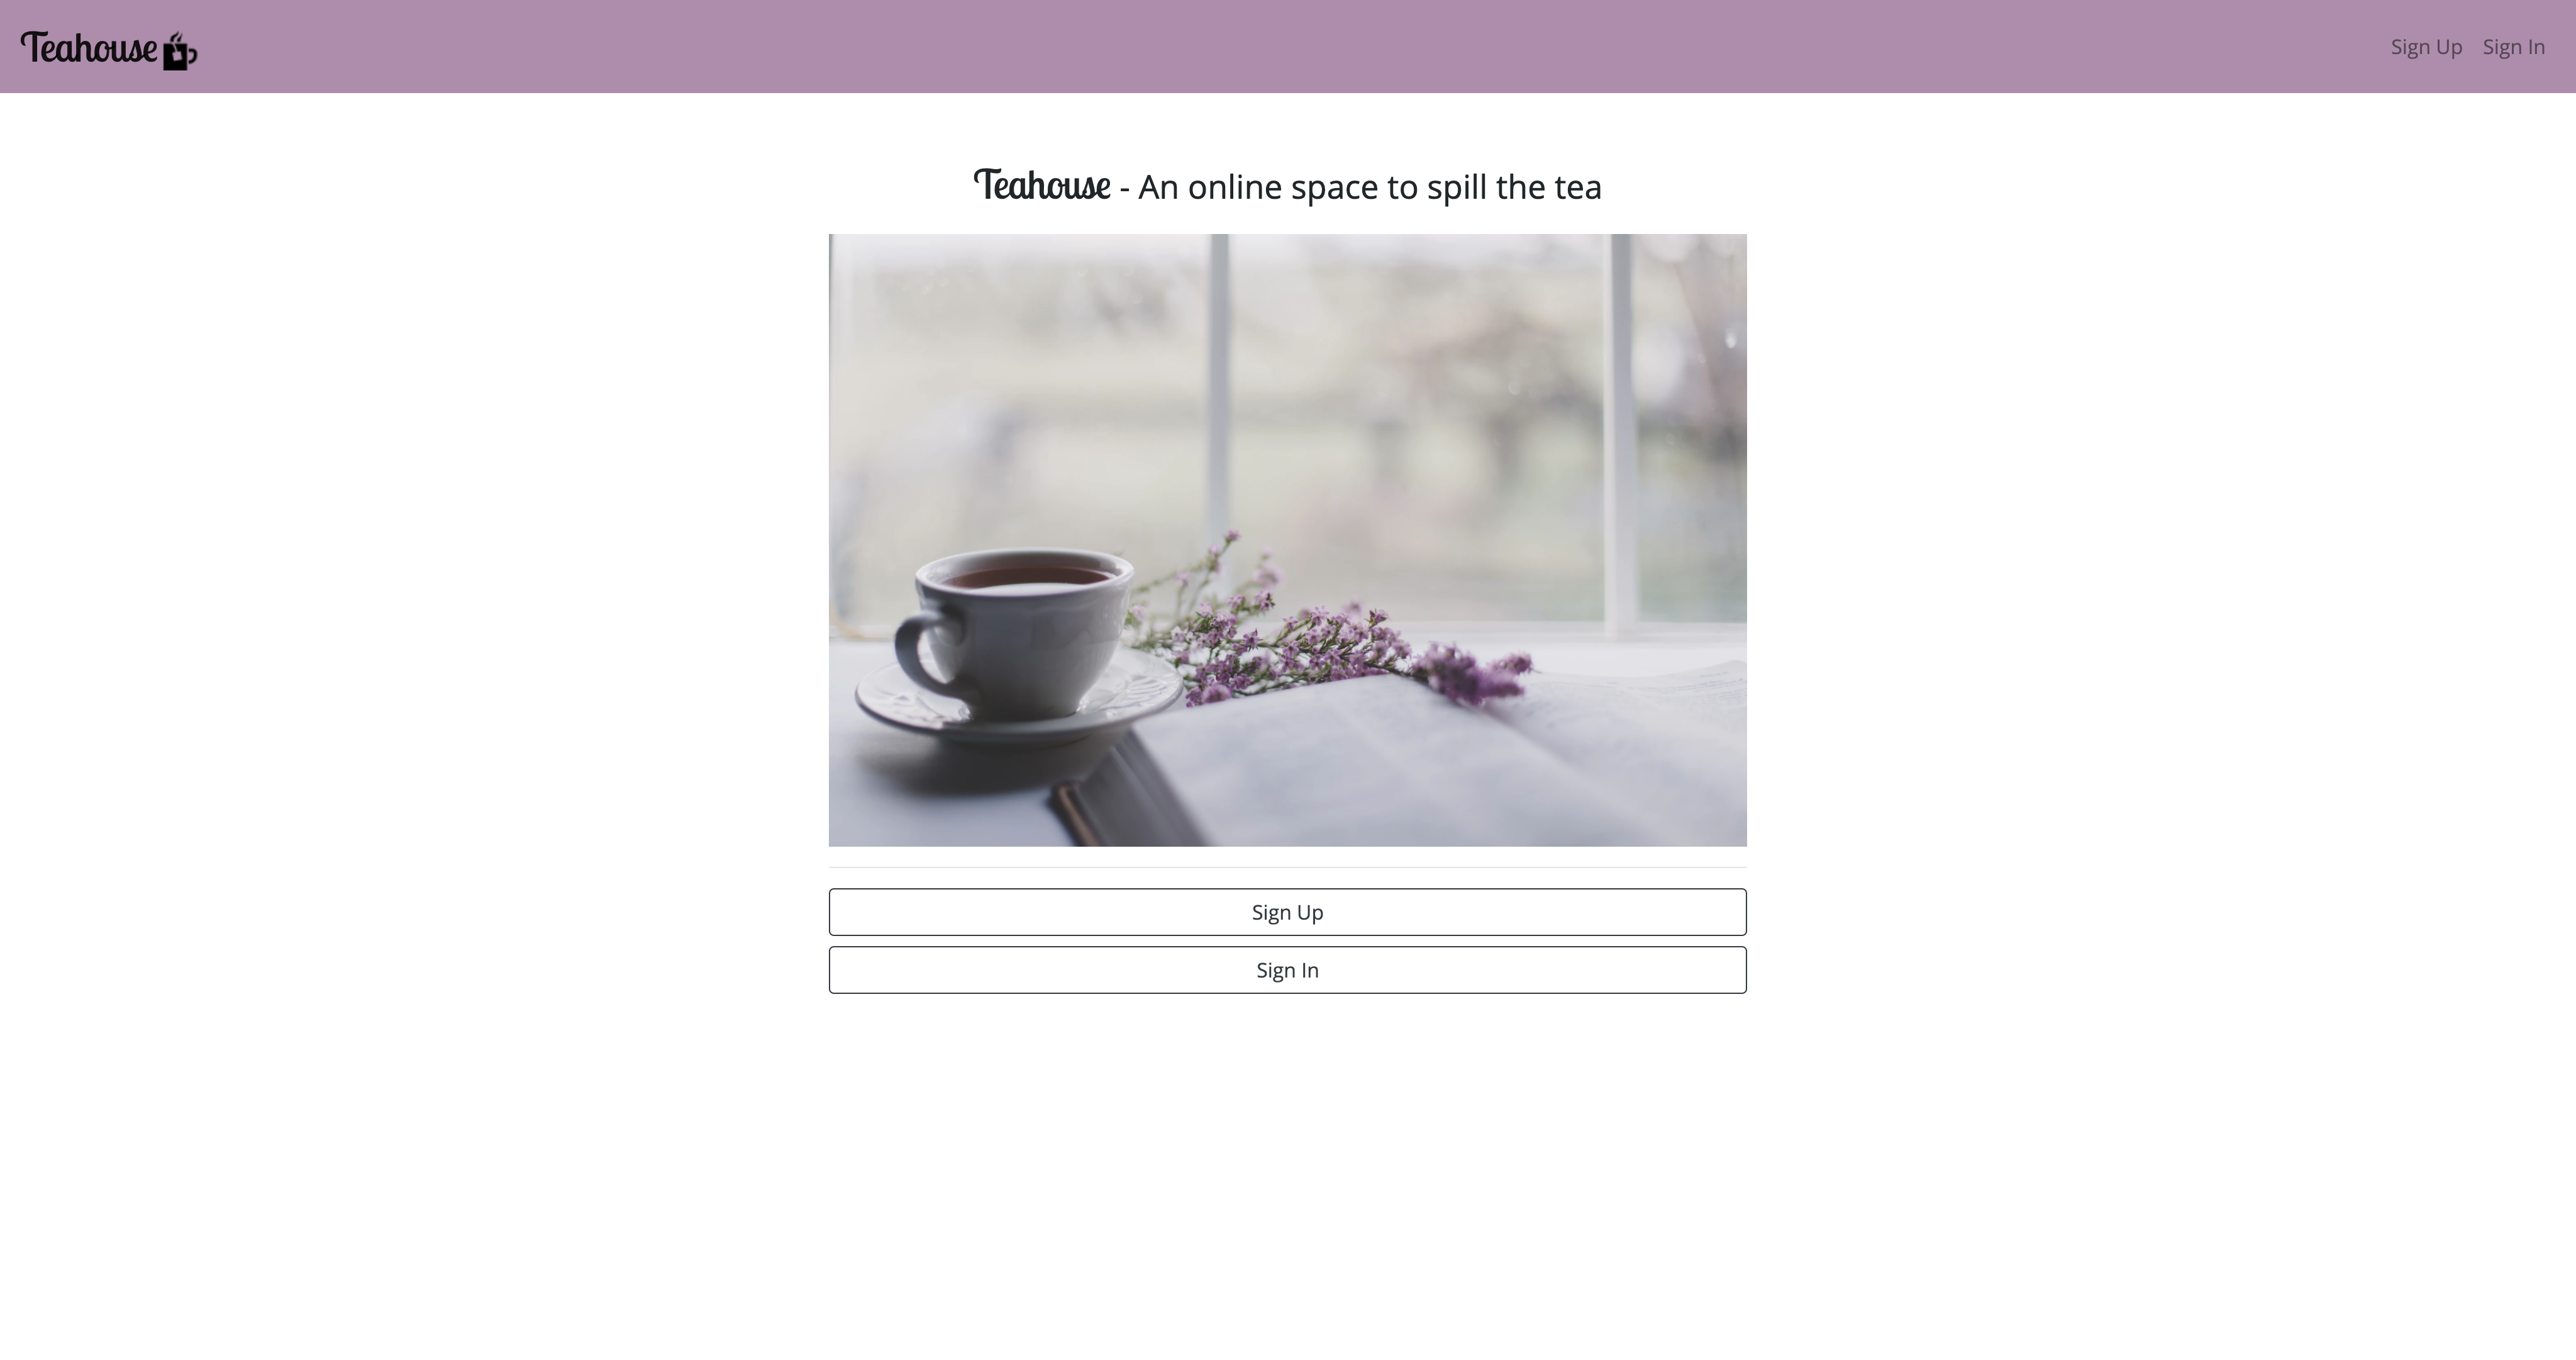 Teahouse
Sign Up Sign In
Teahouse - An online space to spill the tea
Sign Up
Sign In